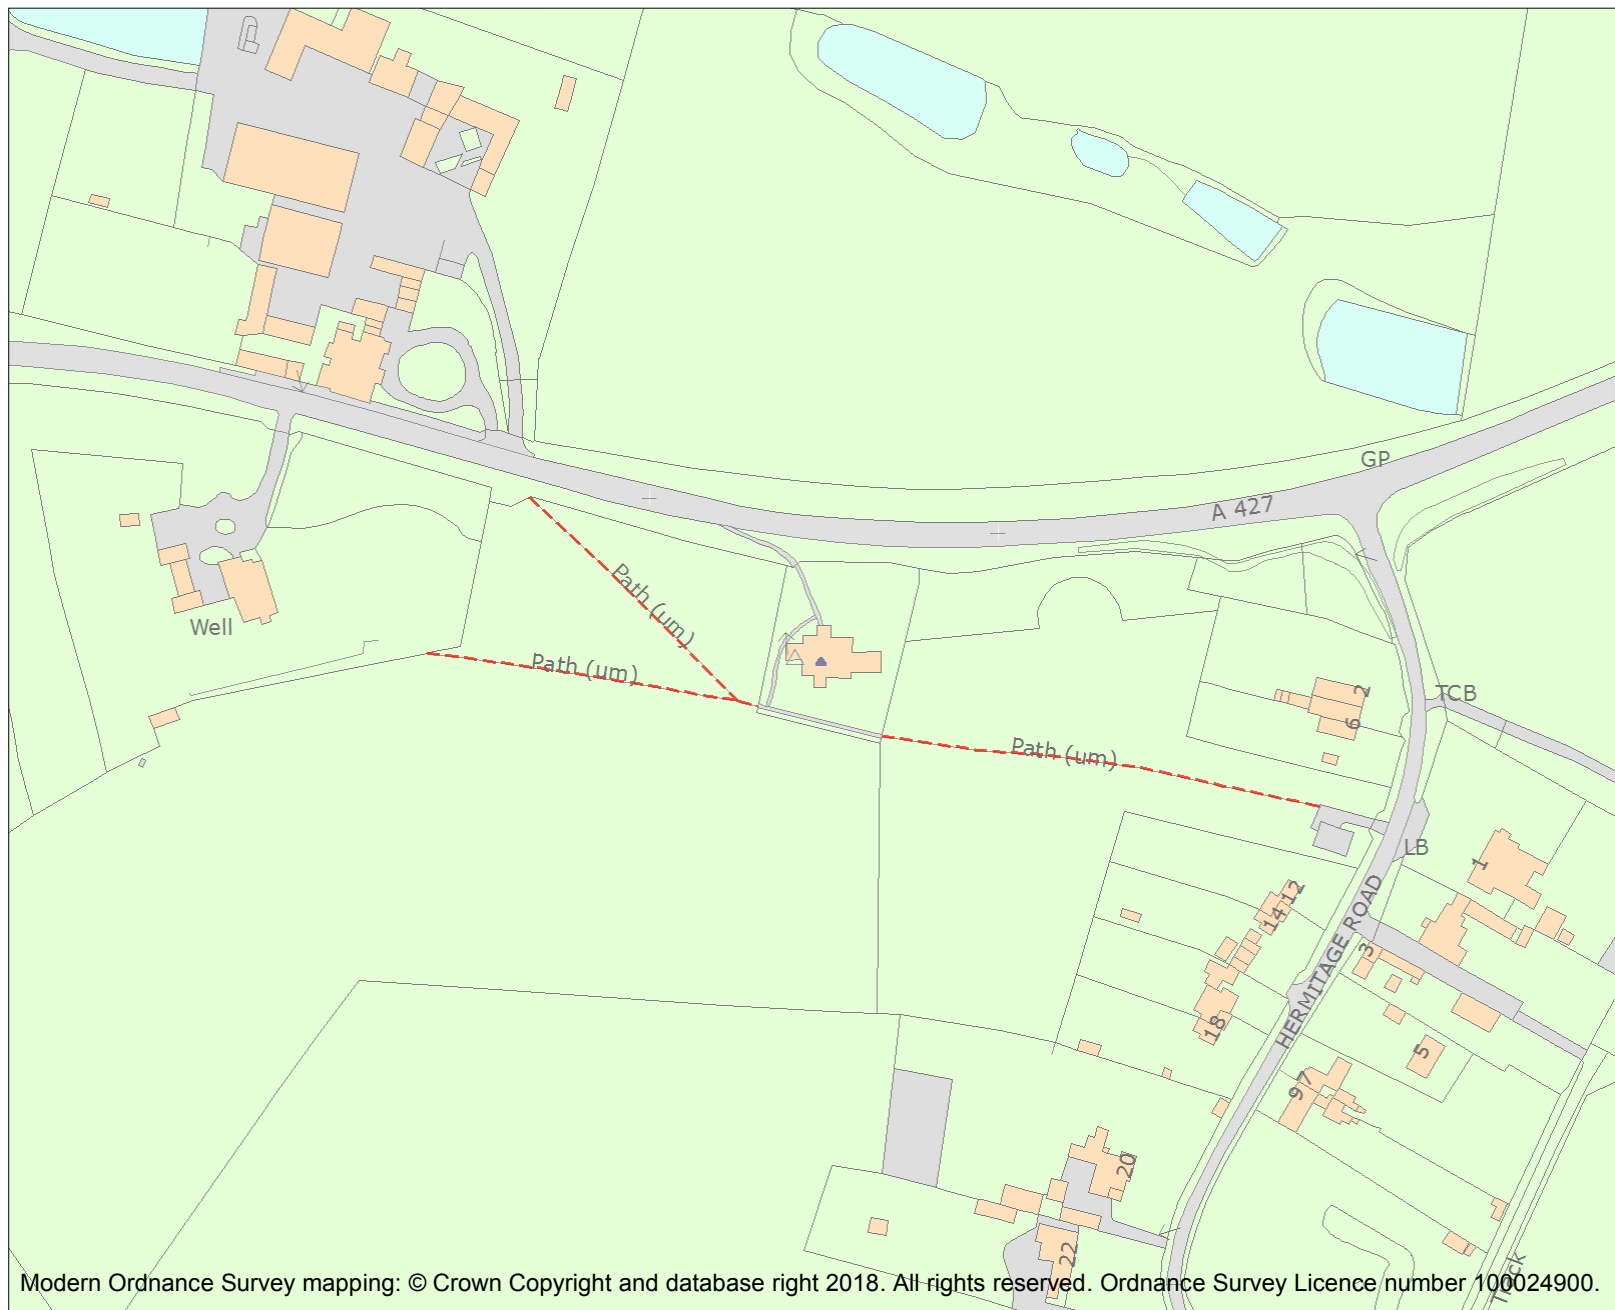 GP
A 427
Path (um)
Well
Path (um)
2
TCB
6
Path (um)
LB
1
12
14
HERMITAGE ROAD
3
18
5
7
9
20
22
Track
Modern Ordnance Survey mapping: © Crown Copyright and database right 2018. All rights reserved. Ordnance Survey Licence number 100024900.